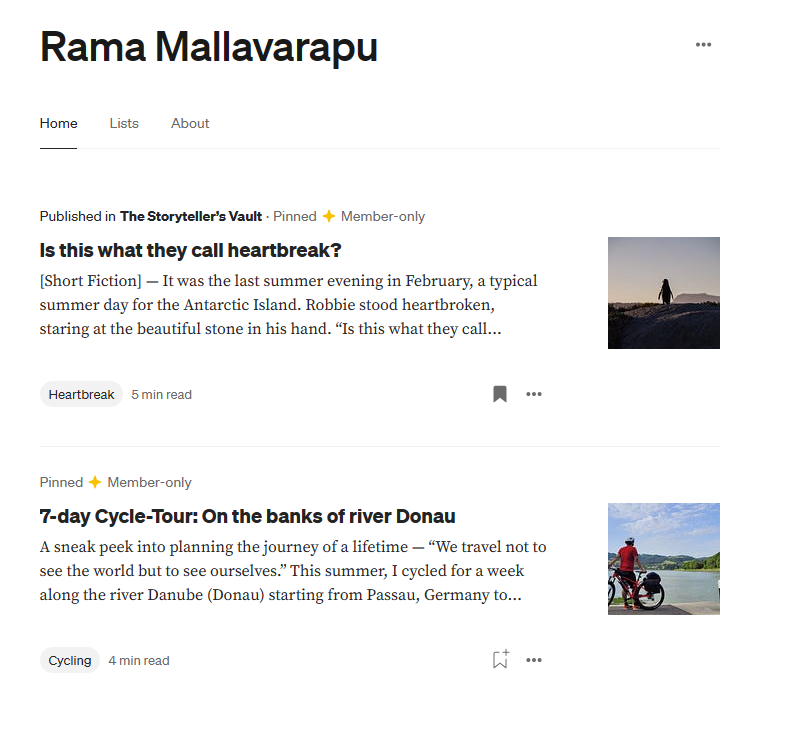 Rama Mallavarapu
Home Lists About
Published in The Storyteller's Vault · Pinned Member-only
Is this what they call heartbreak?
[Short Fiction] — It was the last summer evening in February, a typical
summer day for the Antarctic Island. Robbie stood heartbroken,
staring at the beautiful stone in his hand. “Is this what they call…
Heartbreak 5 min read
Pinned Member-only
7-day Cycle-Tour: On the banks of river Donau
A sneak peek into planning the journey of a lifetime — “We travel not to
see the world but to see ourselves.” This summer, I cycled for a week
along the river Danube (Donau) starting from Passau, Germany to…
Cycling 4 min read